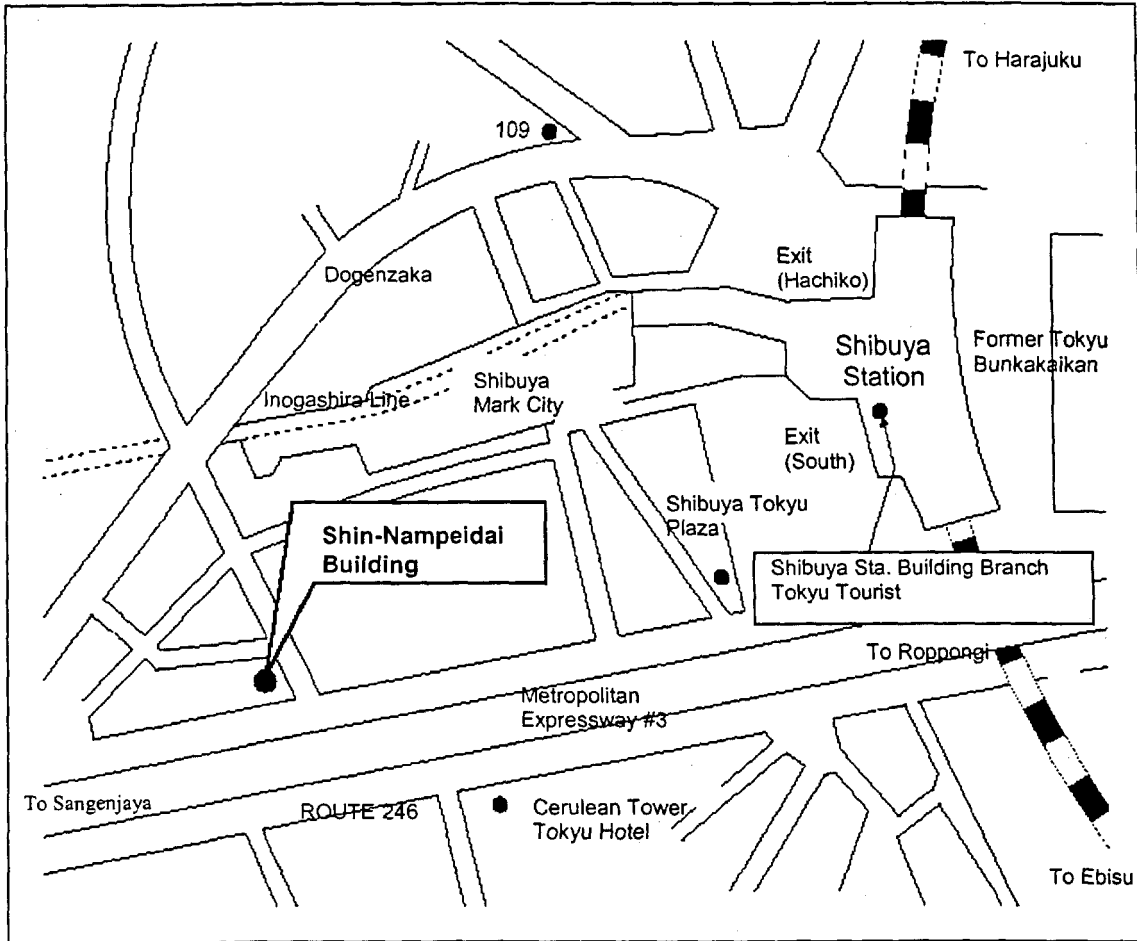 To Harajuku
109
Exit
(Hachiko)
Dogenzaka
Shibuya
Station
Former Tokyu
Bunkakaikan
Inogashira Line
Shibuya
Mark City
Exit
(South)
Shibuya Tokyu
Plaza
Shin-Nampeidai
Building
Shibuya Sta. Building Branch
Tokyu Tourist
To Roppongi
Metropolitan
Expressway #3
To Sangenjaya
ROUTE 246
Cerulean Tower
Tokyu Hotel
To Ebisu